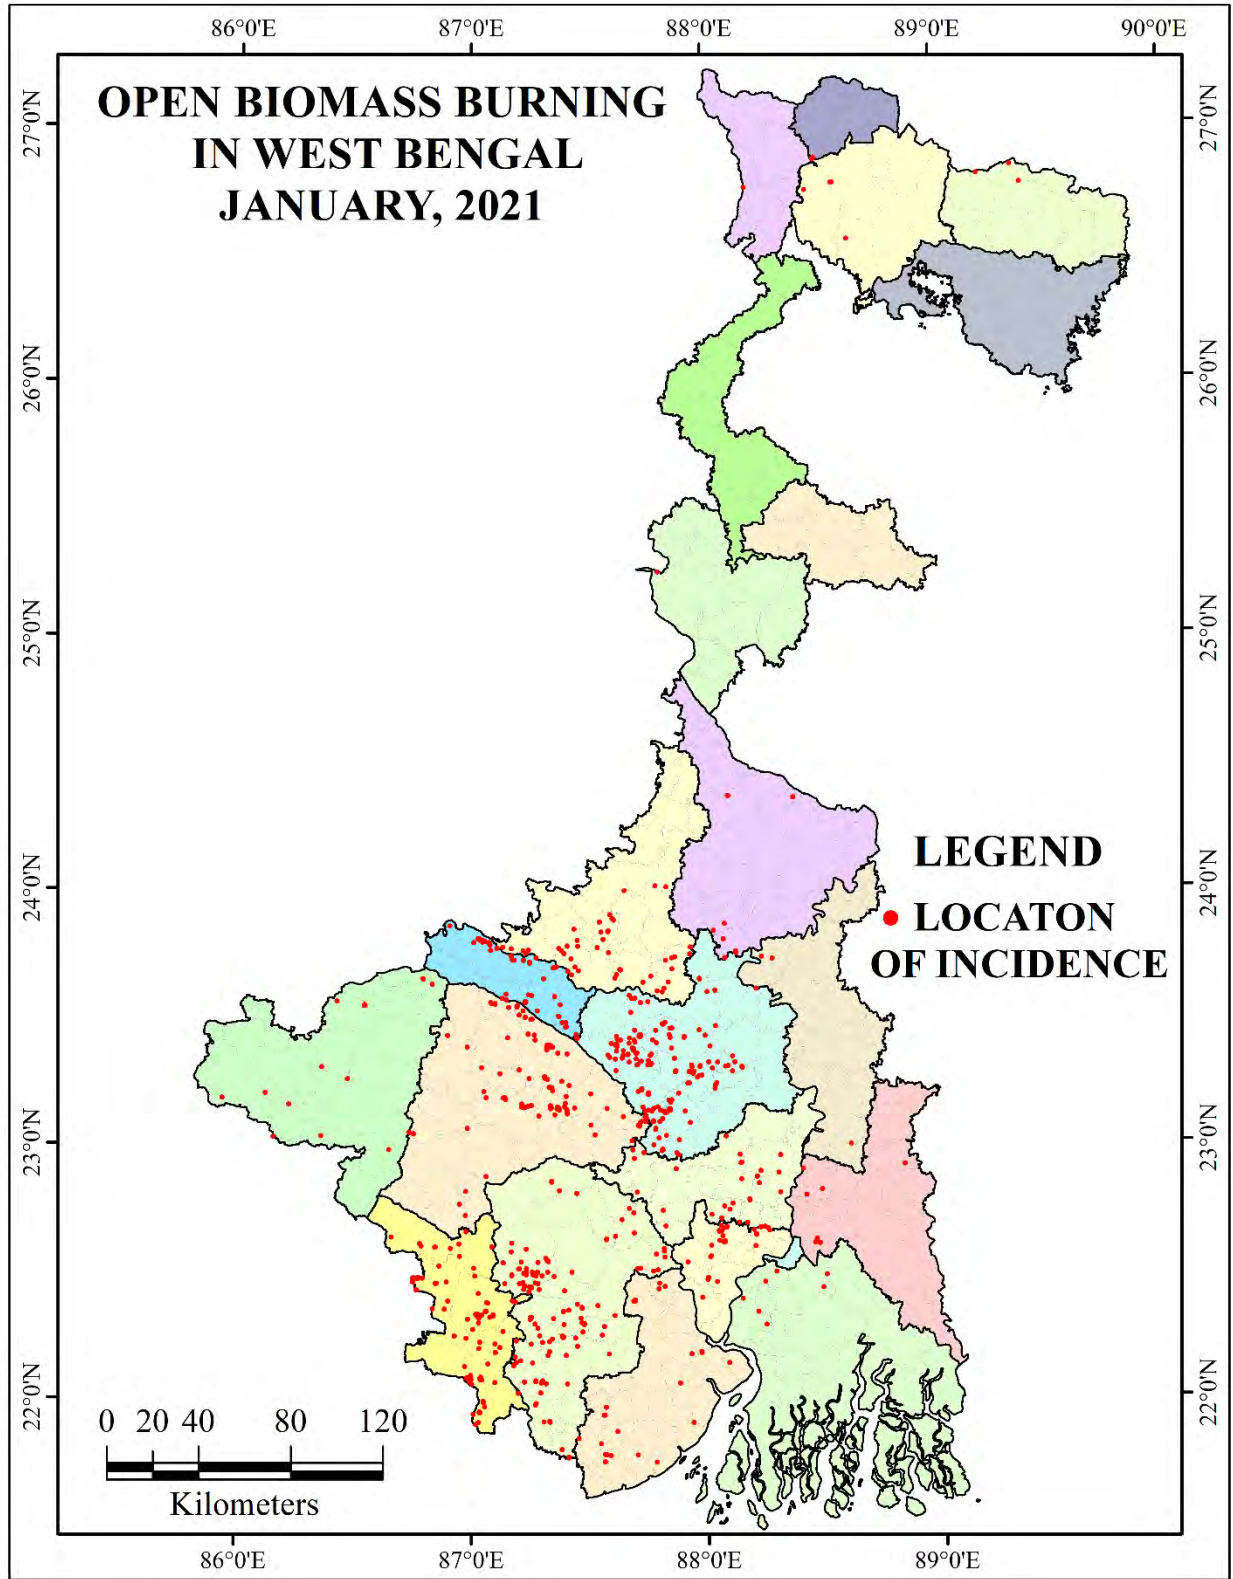 86°0'E 87°0'E 88°0'E 89°0'E 90°0'E
OPEN BIOMASS BURNING
IN WEST BENGAL
JANUARY, 2021
27°0'N 27°0'N
26°0'N 26°0'N
25°0'N 25°0'N
24°0'N 24°0'N
23°0'N 23°0'N
22°0'N 22°0'N
LEGEND
LOCATON
OF INCIDENCE
0 20 40 80 120
Kilometers
86°0'E 87°0'E 88°0'E 89°0'E